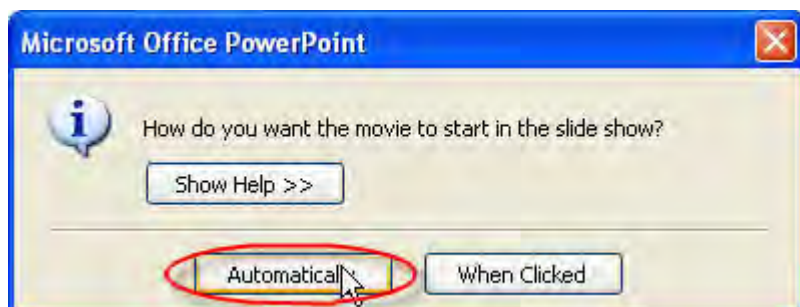 Microsoft Office PowerPoint
How do you want the movie to start in the slide show?
Show Help >>
Automatically When Clicked